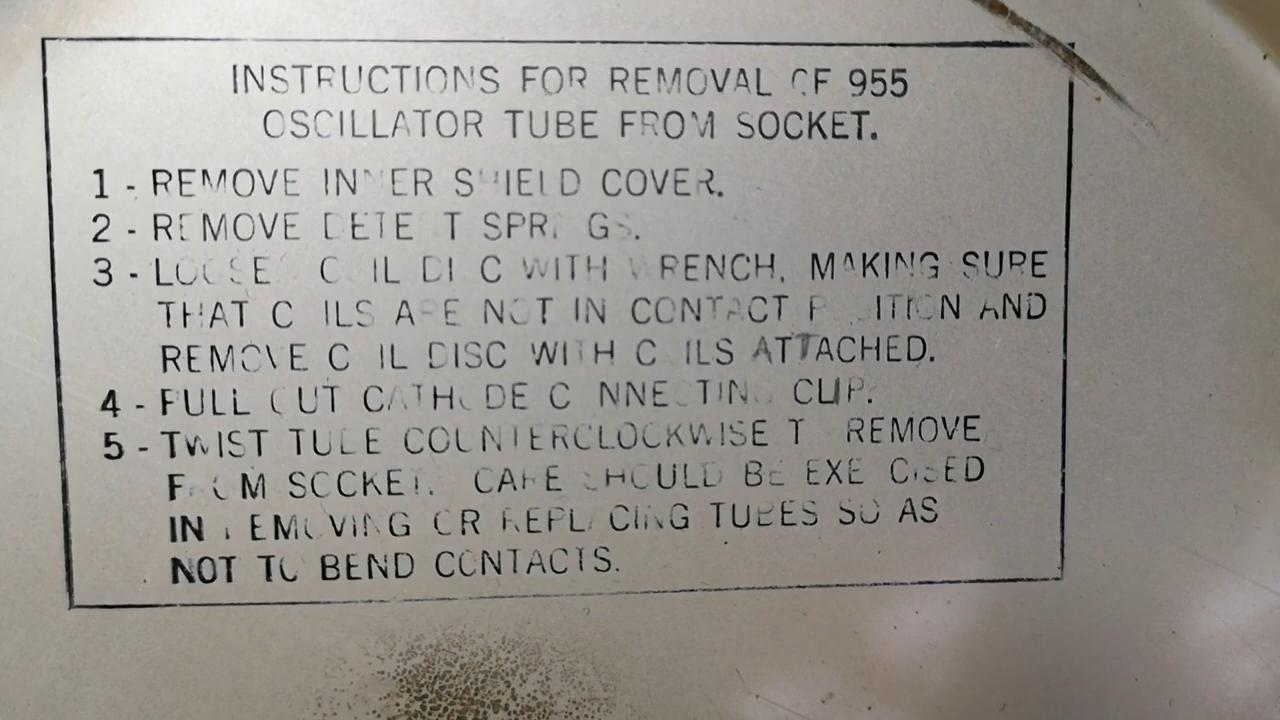 INSTRUCTIONS FOR REMOVAL OF 955
OSCILLATOR TUBE FROM SOCKET.
1 - REMOVE INNER SHIELD COVER.
2 - REMOVE DETENT SPRINGS.
3 - LOOSEN COIL DISC WITH WRENCH, MAKING SURE
THAT COILS ARE NOT IN CONTACT POSITION AND
REMOVE COIL DISC WITH COILS ATTACHED.
4 - PULL OUT CATHODE CONNECTING CLIP.
5 - TWIST TUBE COUNTERCLOCKWISE TO REMOVE
FROM SOCKET. CARE SHOULD BE EXERCISED
IN REMOVING OR REPLACING TUBES SO AS
NOT TO BEND CONTACTS.